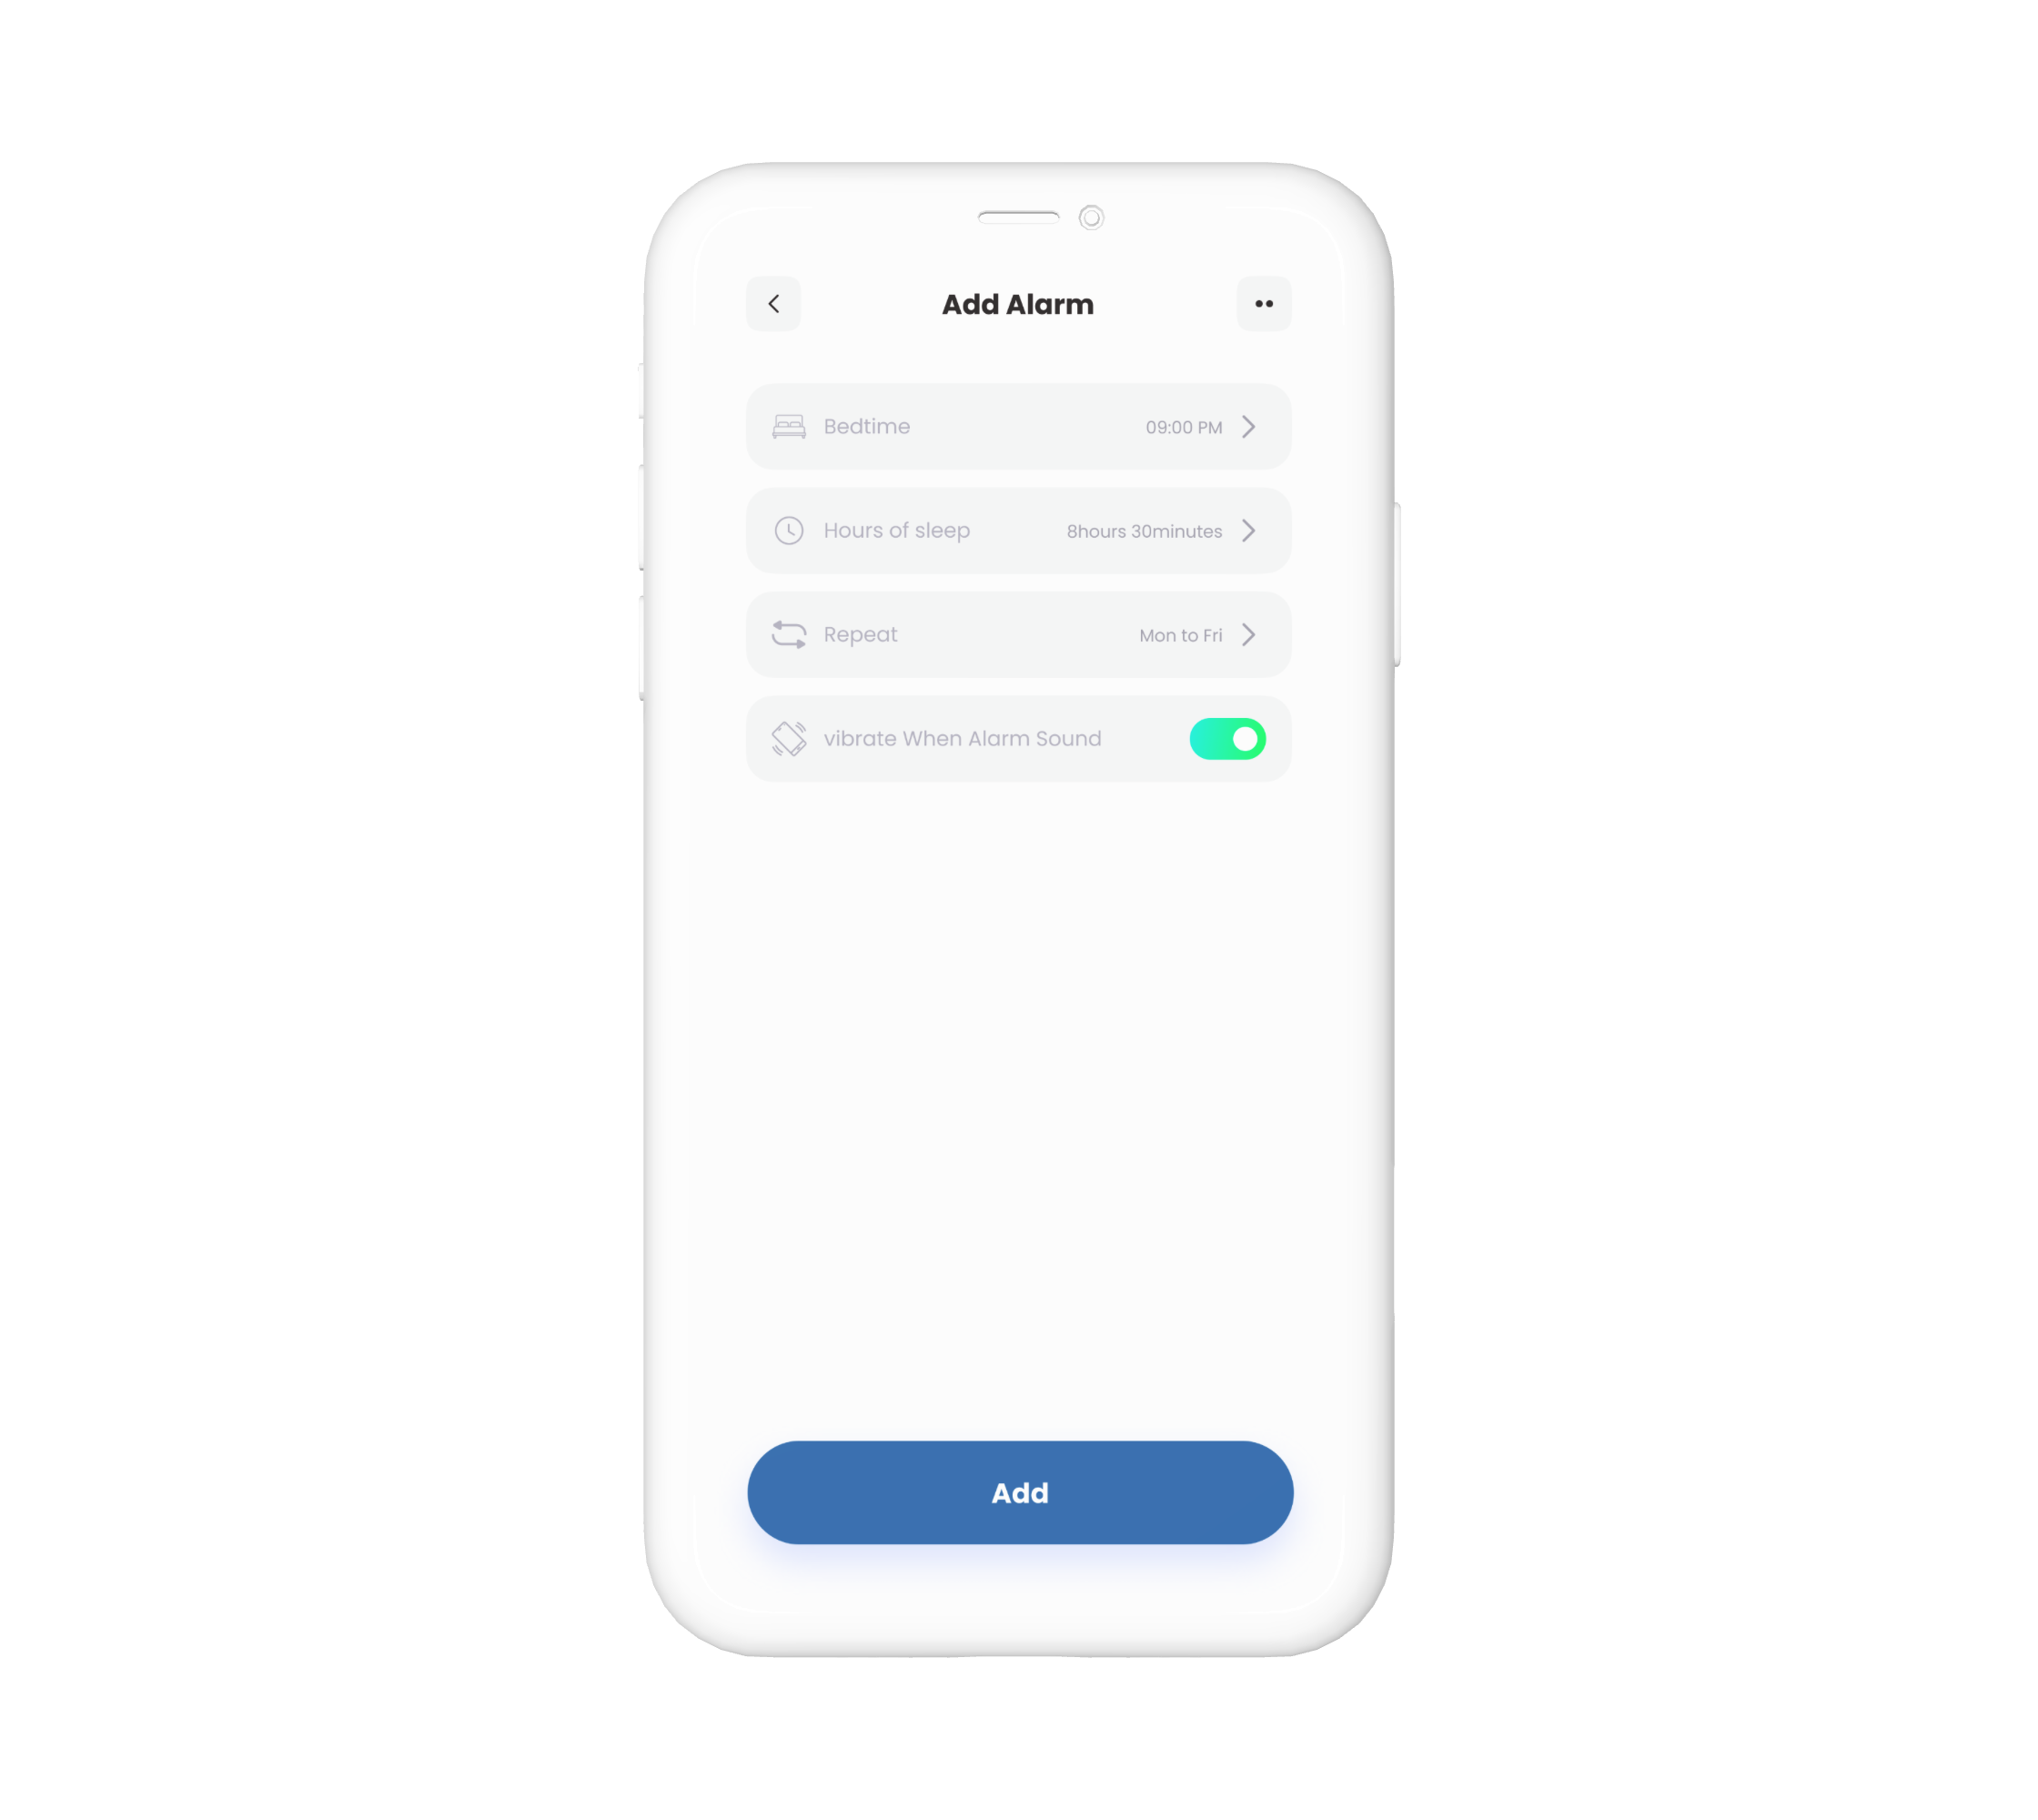 Add Alarm
Bedtime 09:00 PM
Hours of sleep 8hours 30minutes
Repeat Mon to Fri
vibrate When Alarm Sound
Add